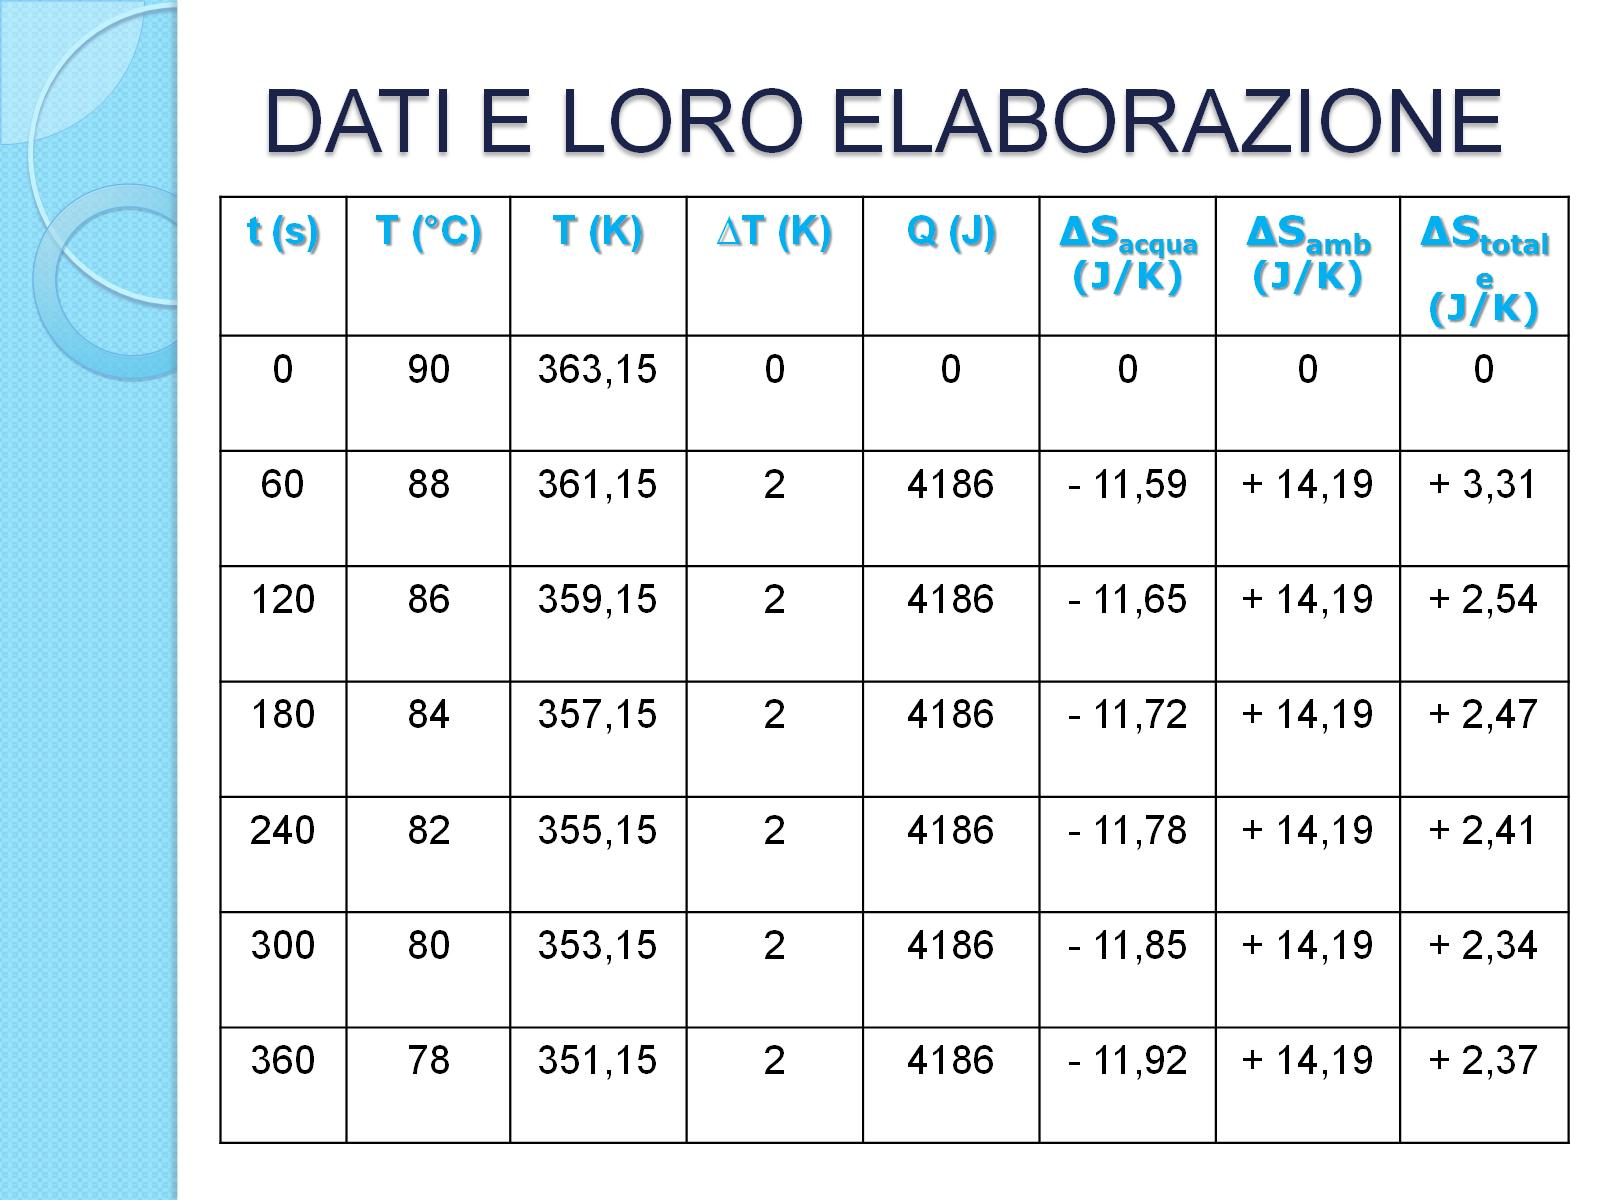 DATI E LORO ELABORAZIONE
t (s) T (°C) T (K) ∆T (K) Q (J) ΔSacqua (J/K) ΔSamb (J/K) ΔStotale (J/K)
0 90 363,15 0 0 0 0 0
60 88 361,15 2 4186 - 11,59 + 14,19 + 3,31
120 86 359,15 2 4186 - 11,65 + 14,19 + 2,54
180 84 357,15 2 4186 - 11,72 + 14,19 + 2,47
240 82 355,15 2 4186 - 11,78 + 14,19 + 2,41
300 80 353,15 2 4186 - 11,85 + 14,19 + 2,34
360 78 351,15 2 4186 - 11,92 + 14,19 + 2,37